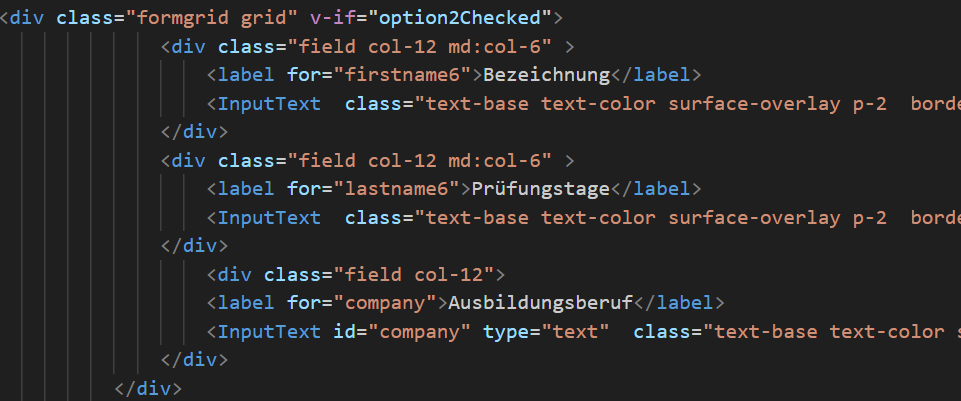 <div class="formgrid grid" v-if="option2Checked">
<div class="field col-12 md:col-6" >
<label for="firstname6">Bezeichnung</label>
<InputText  class="text-base text-color surface-overlay p-2  borde
</div>
<div class="field col-12 md:col-6" >
<label for="lastname6">Prüfungstage</label>
<InputText  class="text-base text-color surface-overlay p-2  borde
</div>
<div class="field col-12">
<label for="company">Ausbildungsberuf</label>
<InputText id="company" type="text"  class="text-base text-color s
</div>
</div>